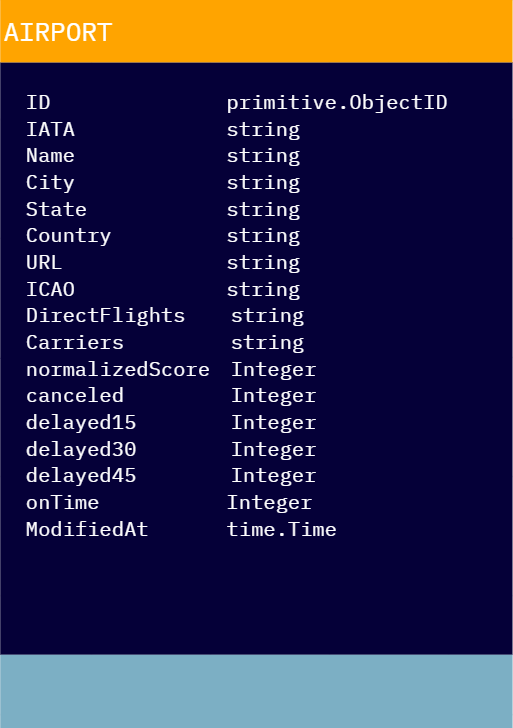 AIRPORT
ID primitive.ObjectID
IATA string
Name string
City string
State string
Country string
URL string
ICAO string
DirectFlights string
Carriers string
normalizedScore Integer
canceled Integer
delayed15 Integer
delayed30 Integer
delayed45 Integer
onTime Integer
ModifiedAt time.Time